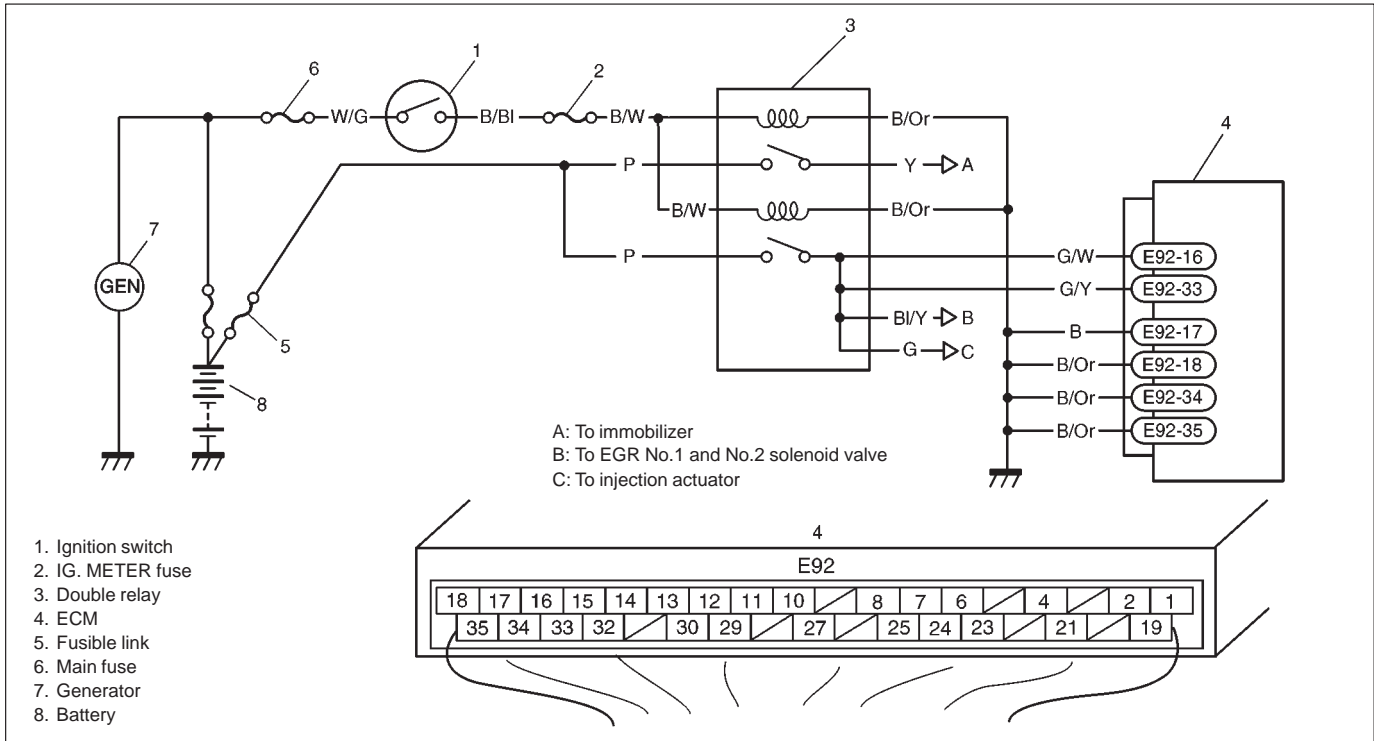 3
1
6
2
4
W/G
B/Bl
B/W
B/Or
P
Y
A
B/W
B/Or
7
GEN
P
G/W
E92-16
G/Y
E92-33
Bl/Y
B
B
E92-17
G
C
B/Or
E92-18
5
8
B/Or
E92-34
B/Or
E92-35
A: To immobilizer
B: To EGR No.1 and No.2 solenoid valve
C: To injection actuator
1. Ignition switch
2. IG. METER fuse
3. Double relay
4. ECM
5. Fusible link
6. Main fuse
7. Generator
8. Battery
4
E92
18 17 16 15 14 13 12 11 10 8 7 6 4 2 1
35 34 33 32 30 29 27 25 24 23 21 19